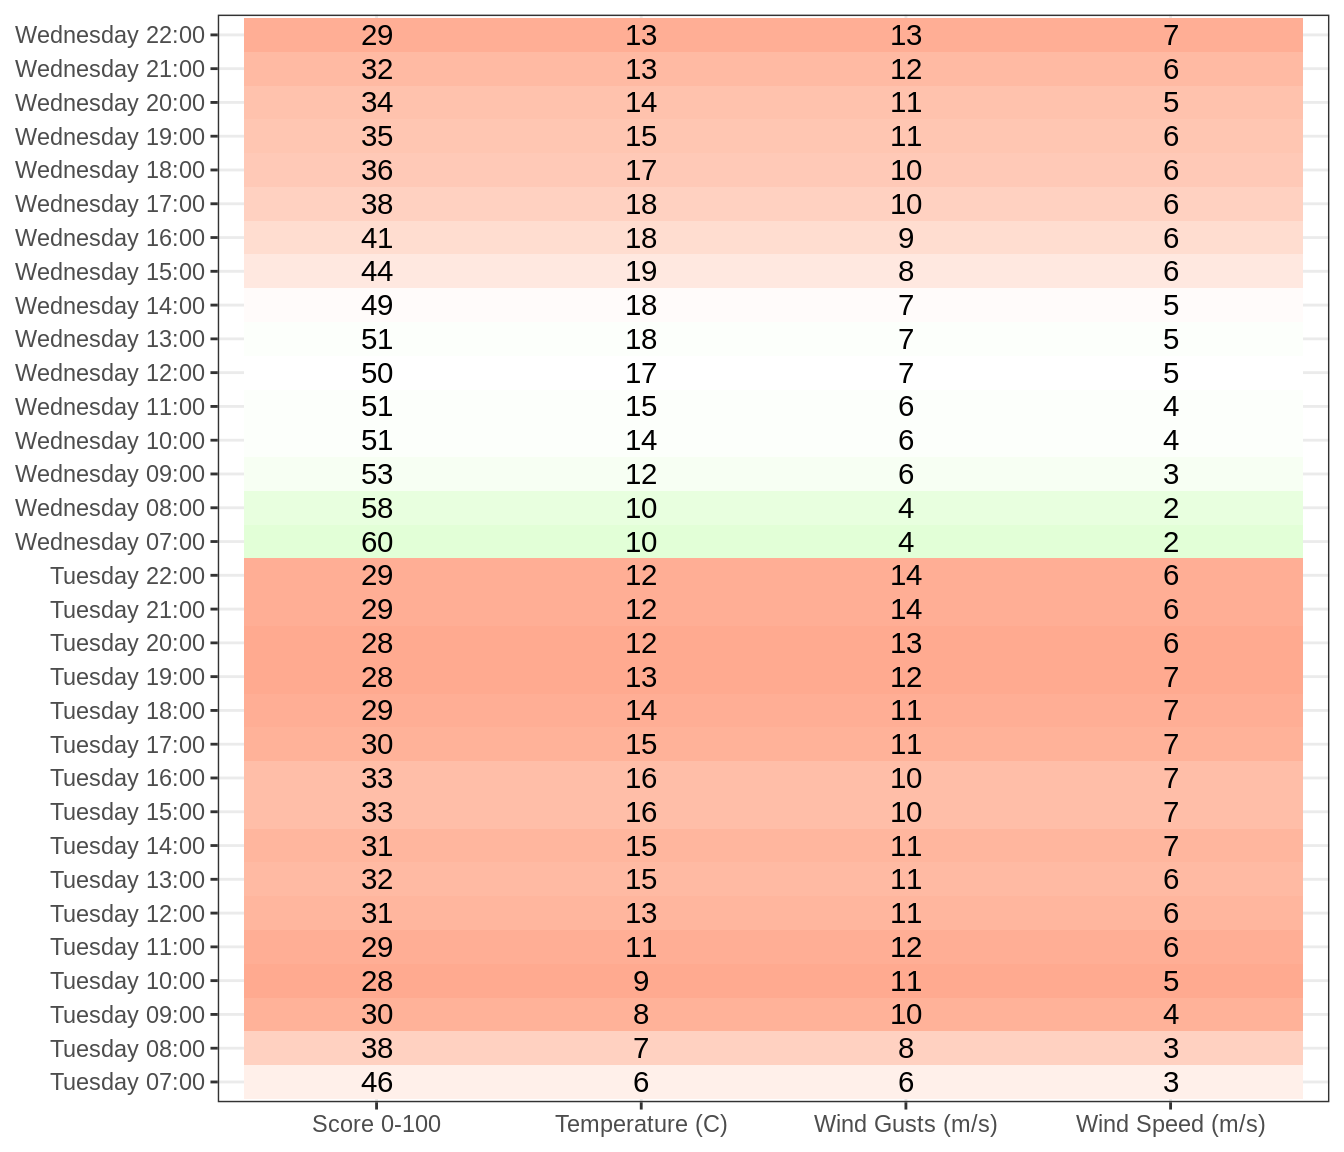 Wednesday 22:00 29 13 13 7
Wednesday 21:00 32 13 12 6
Wednesday 20:00 34 14 11 5
Wednesday 19:00 35 15 11 6
Wednesday 18:00 36 17 10 6
Wednesday 17:00 38 18 10 6
Wednesday 16:00 41 18 9 6
Wednesday 15:00 44 19 8 6
Wednesday 14:00 49 18 7 5
Wednesday 13:00 51 18 7 5
Wednesday 12:00 50 17 7 5
Wednesday 11:00 51 15 6 4
Wednesday 10:00 51 14 6 4
Wednesday 09:00 53 12 6 3
Wednesday 08:00 58 10 4 2
Wednesday 07:00 60 10 4 2
Tuesday 22:00 29 12 14 6
Tuesday 21:00 29 12 14 6
Tuesday 20:00 28 12 13 6
Tuesday 19:00 28 13 12 7
Tuesday 18:00 29 14 11 7
Tuesday 17:00 30 15 11 7
Tuesday 16:00 33 16 10 7
Tuesday 15:00 33 16 10 7
Tuesday 14:00 31 15 11 7
Tuesday 13:00 32 15 11 6
Tuesday 12:00 31 13 11 6
Tuesday 11:00 29 11 12 6
Tuesday 10:00 28 9 11 5
Tuesday 09:00 30 8 10 4
Tuesday 08:00 38 7 8 3
Tuesday 07:00 46 6 6 3
Score 0-100 Temperature (C) Wind Gusts (m/s) Wind Speed (m/s)